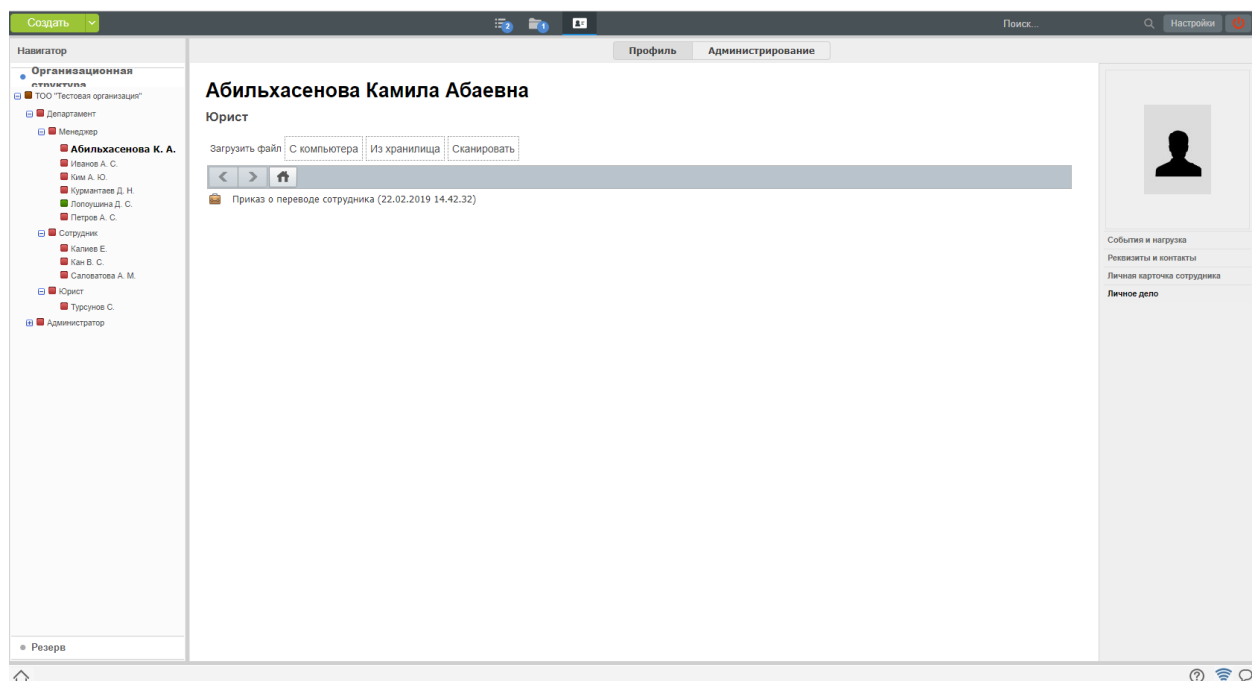 Создать
2
1
Поиск...
Настройки
Навигатор
Профиль
Администрирование
Организационная
структура
ТОО "Тестовая организация"
Департамент
Менеджер
Абильхасенова К. А.
Иванов А. С.
Ким А. Ю.
Курмантаев Д. Н.
Лопоушина Д. С.
Петров А. С.
Сотрудник
Калиев Е.
Кан В. С.
Саловатова А. М.
Юрист
Турсунов С.
Администратор
Резерв
Абильхасенова Камила Абаевна
Юрист
Загрузить файл
С компьютера
Из хранилища
Сканировать
Приказ о переводе сотрудника (22.02.2019 14.42.32)
События и нагрузка
Реквизиты и контакты
Личная карточка сотрудника
Личное дело